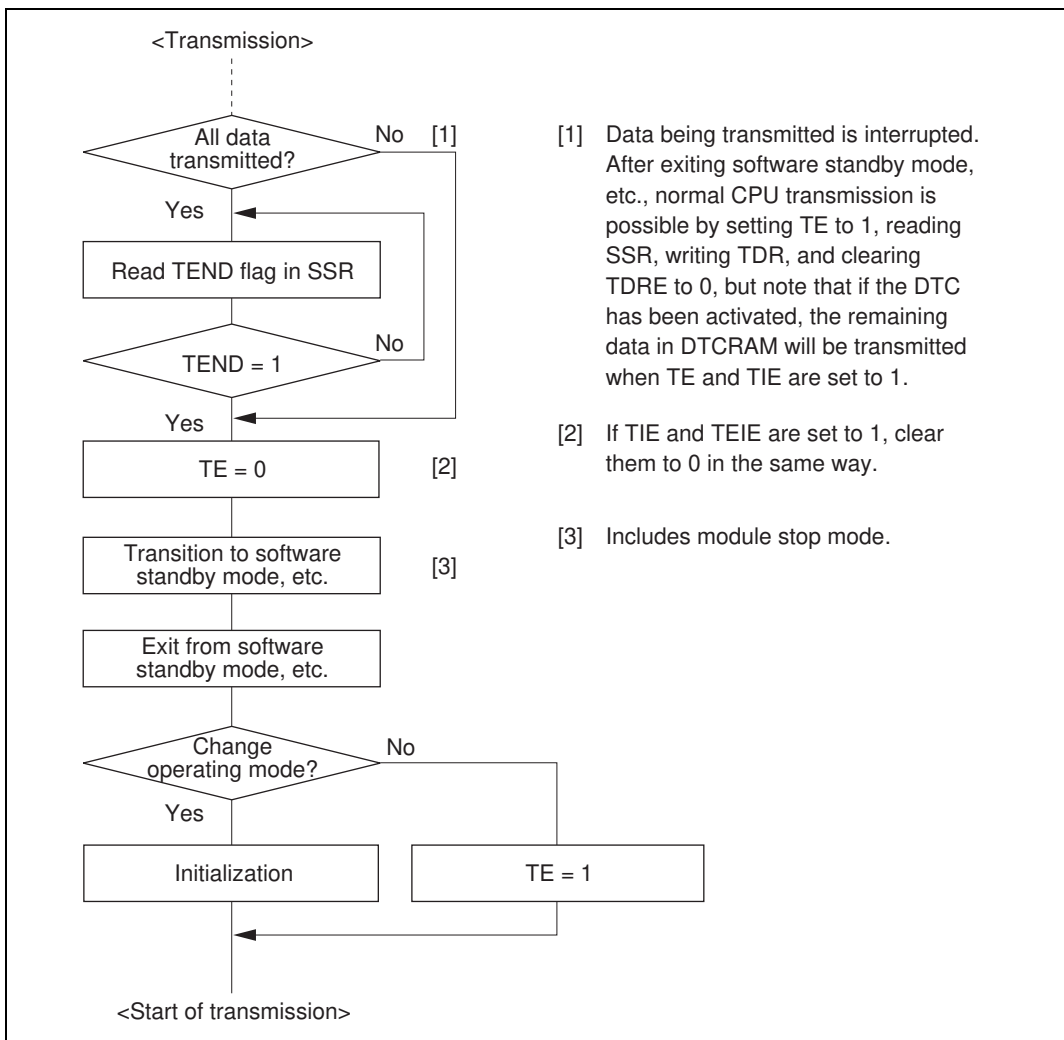 <Transmission>
All data
transmitted?
No
[1]
Yes
Read TEND flag in SSR
TEND = 1
No
Yes
TE = 0
[2]
Transition to software
standby mode, etc.
[3]
Exit from software
standby mode, etc.
Change
operating mode?
No
Yes
Initialization
TE = 1
<Start of transmission>
[1] Data being transmitted is interrupted.
After exiting software standby mode,
etc., normal CPU transmission is
possible by setting TE to 1, reading
SSR, writing TDR, and clearing
TDRE to 0, but note that if the DTC
has been activated, the remaining
data in DTCRAM will be transmitted
when TE and TIE are set to 1.
[2] If TIE and TEIE are set to 1, clear
them to 0 in the same way.
[3] Includes module stop mode.